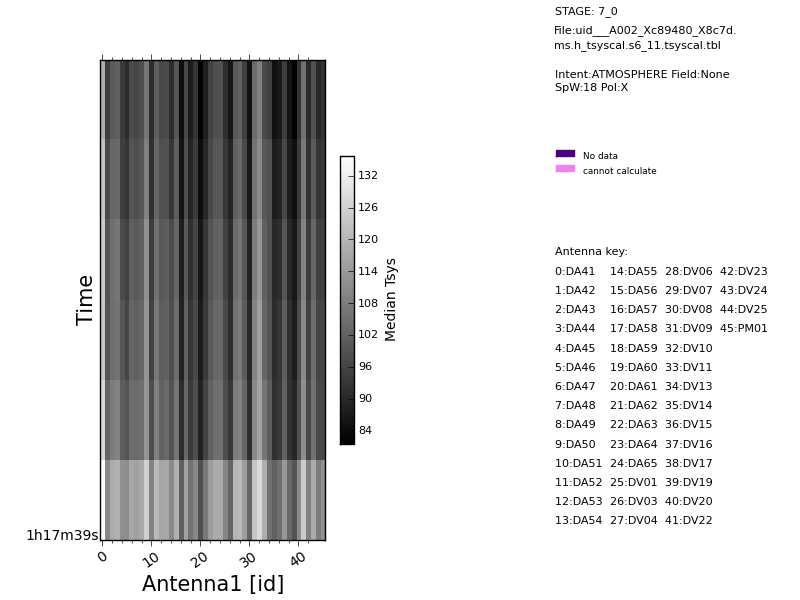 STAGE: 7_0
File:uid___A002_Xc89480_X8c7d.
ms.h_tsyscal.s6_11.tsyscal.tbl
Intent:ATMOSPHERE Field:None
SpW:18 Pol:X
No data
cannot calculate
Antenna key:
0:DA41 14:DA55 28:DV06 42:DV23
1:DA42 15:DA56 29:DV07 43:DV24
2:DA43 16:DA57 30:DV08 44:DV25
3:DA44 17:DA58 31:DV09 45:PM01
4:DA45 18:DA59 32:DV10
5:DA46 19:DA60 33:DV11
6:DA47 20:DA61 34:DV13
7:DA48 21:DA62 35:DV14
8:DA49 22:DA63 36:DV15
9:DA50 23:DA64 37:DV16
10:DA51 24:DA65 38:DV17
11:DA52 25:DV01 39:DV19
12:DA53 26:DV03 40:DV20
13:DA54 27:DV04 41:DV22
132
126
120
114
108
102
96
90
84
Median Tsys
Time
1h17m39s
0 10 20 30 40
Antenna1 [id]